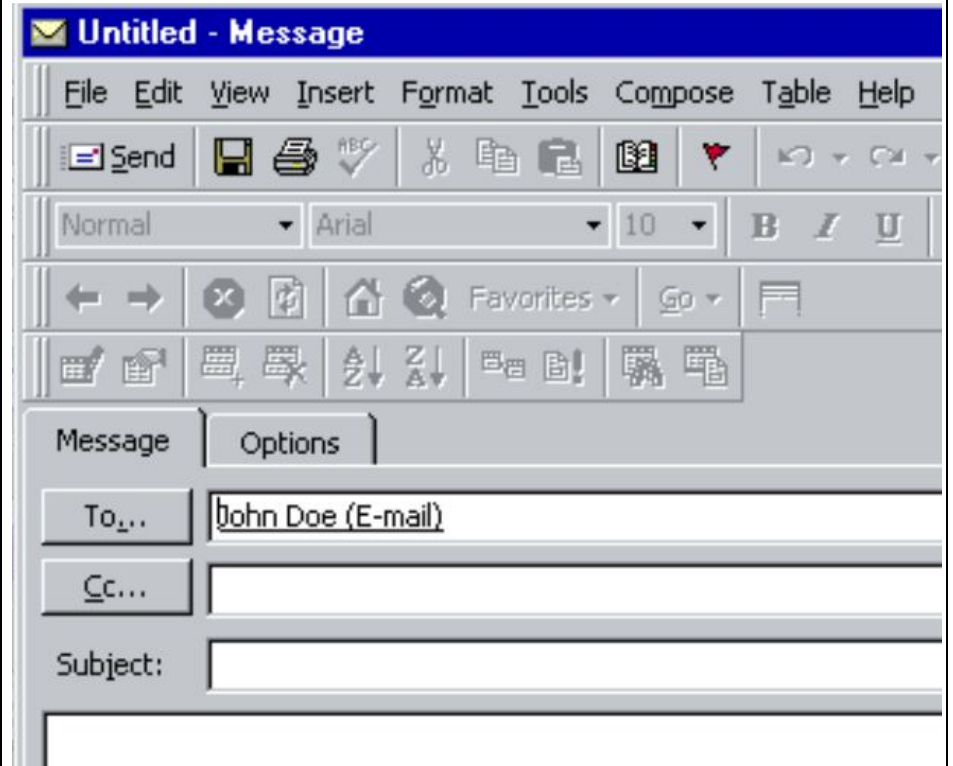 Untitled - Message
File Edit View Insert Format Tools Compose Table Help
Send ABC
Normal Arial 10 B I U
Favorites Go
A Z Z A
Message Options
To... John Doe (E-mail)
Cc...
Subject: